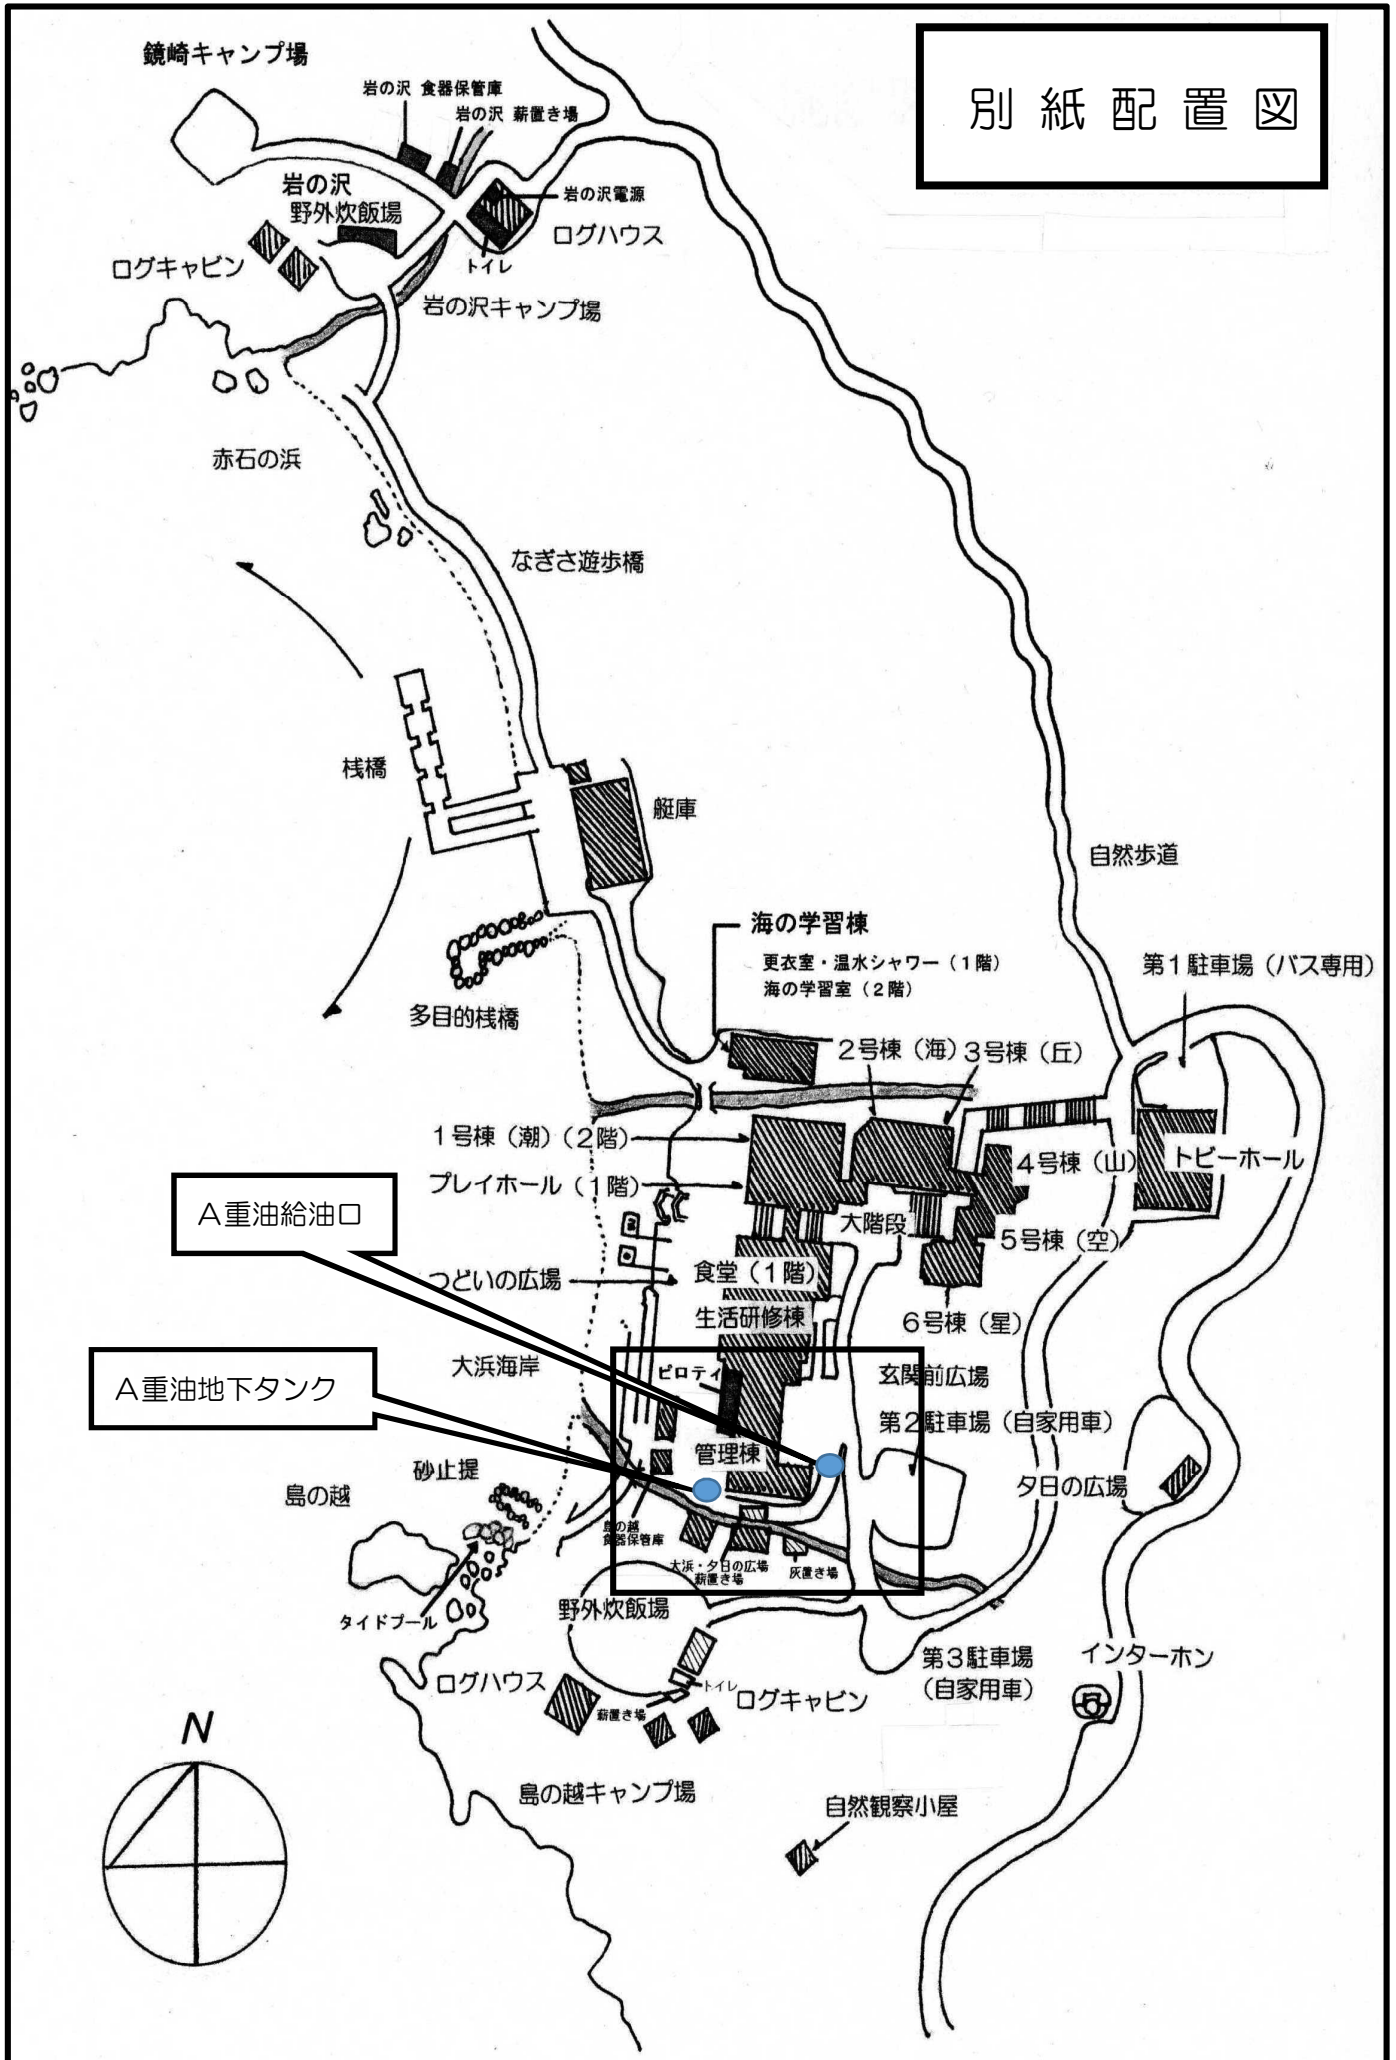 別紙配置図
鏡崎キャンプ場
岩の沢 食器保管庫
岩の沢 薪置き場
岩の沢
野外炊飯場
岩の沢電源
ログハウス
トイレ
ログキャビン
岩の沢キャンプ場
赤石の浜
なぎさ遊歩橋
桟橋
艇庫
自然歩道
海の学習棟
更衣室・温水シャワー（1階）
海の学習室（2階）
第1駐車場（バス専用）
多目的桟橋
2号棟（海）
3号棟（丘）
1号棟（潮）（2階）
4号棟（山）
トビーホール
プレイホール（1階）
A重油給油口
大階段
5号棟（空）
つどいの広場
食堂（1階）
生活研修棟
6号棟（星）
大浜海岸
ピロティ
玄関前広場
A重油地下タンク
第2駐車場（自家用車）
管理棟
砂止提
島の越
夕日の広場
島の越
食器保管庫
大浜・夕日の広場
薪置き場
灰置き場
タイドプール
野外炊飯場
第3駐車場
（自家用車）
インターホン
ログハウス
トイレ
ログキャビン
薪置き場
N
島の越キャンプ場
自然観察小屋